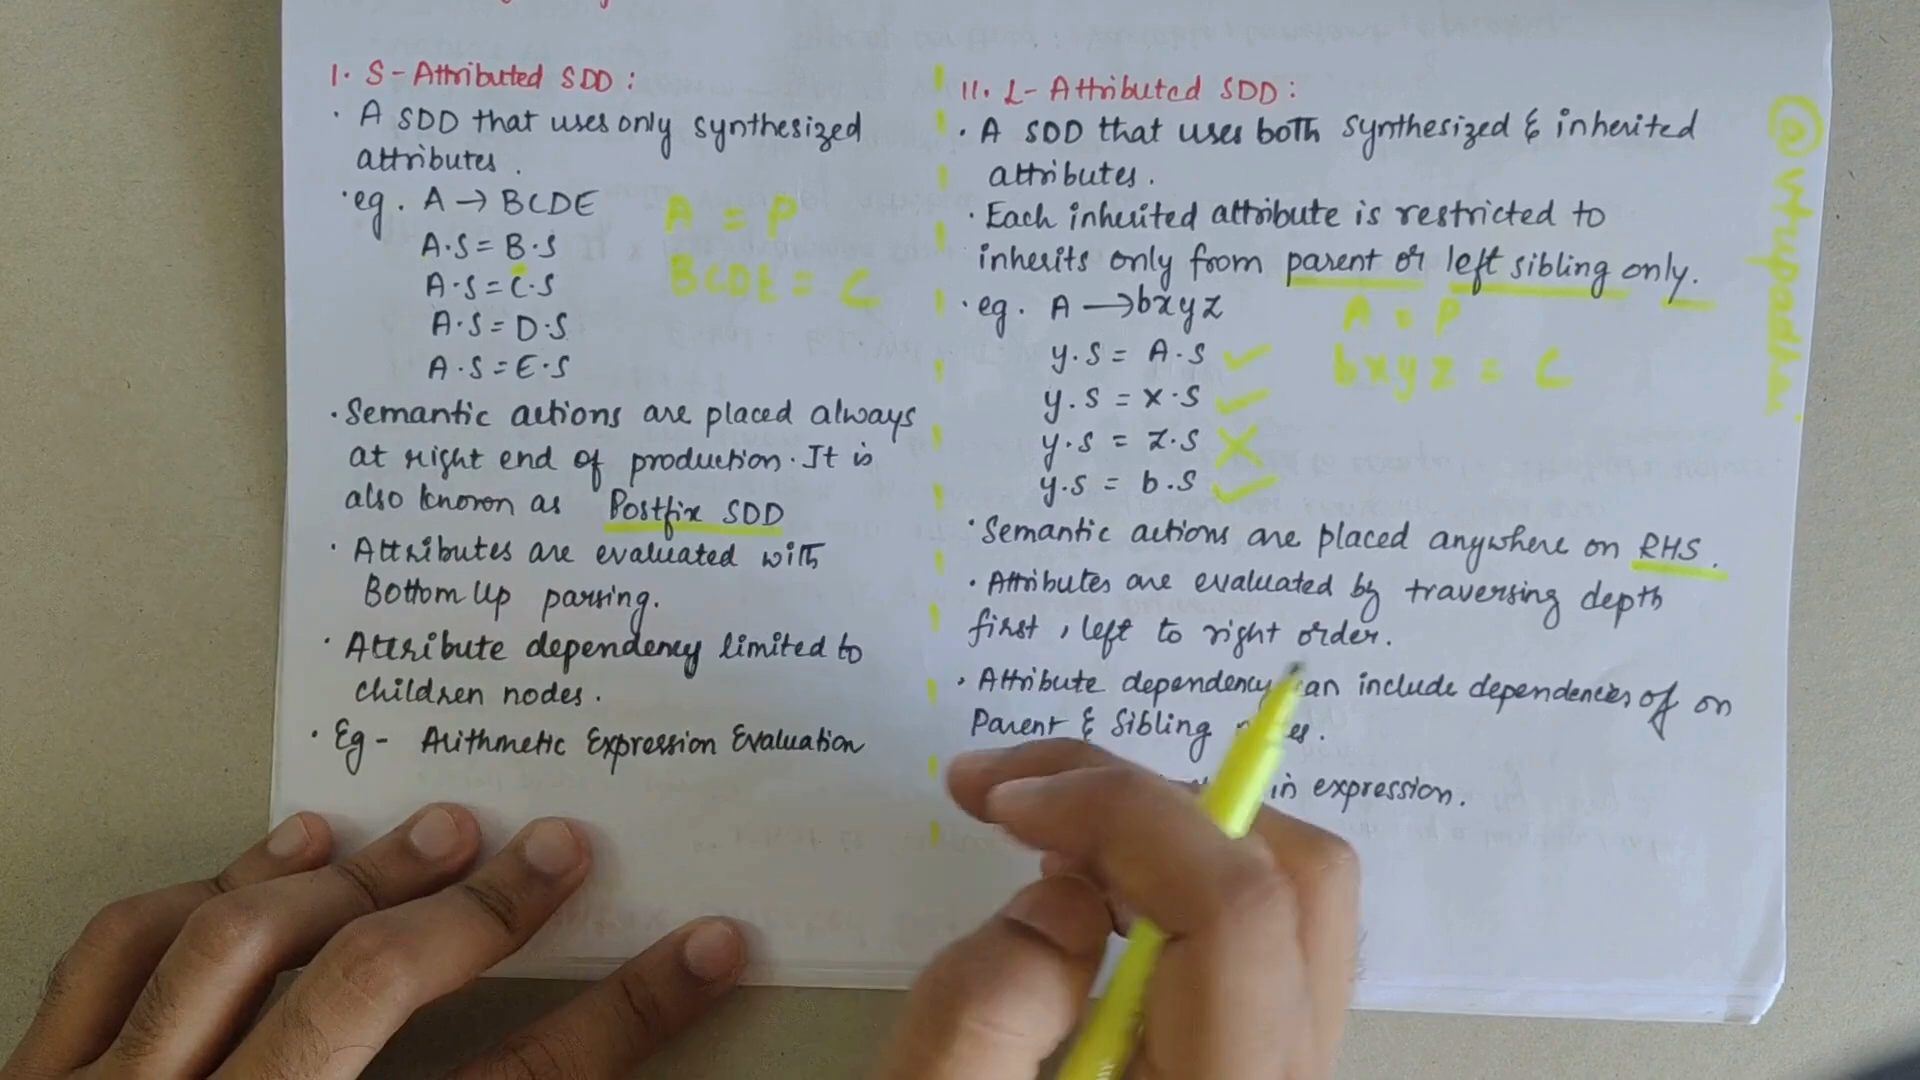 I. S-Attributed SDD:
· A SDD that uses only synthesized
attributes.
· eg. A → BCDE
A = P
A.S = B.S
BCDE = C
A.S = C.S
A.S = D.S
A.S = E.S
· Semantic actions are placed always
at right end of production. It is
also known as Postfix SDD
· Attributes are evaluated with
Bottom Up parsing.
· Attribute dependency limited to
children nodes.
· Eg - Arithmetic Expression Evaluation
II. L-Attributed SDD:
· A SDD that uses both synthesized & inherited
attributes.
· Each inherited attribute is restricted to
inherits only from parent or left sibling only.
· eg. A → bxyz
A = P
y.S = A.S ✓
bxyz = C
y.S = x.S ✓
y.S = z.S ✗
y.S = b.S ✓
· Semantic actions are placed anywhere on RHS.
· Attributes are evaluated by traversing depth
first, left to right order.
· Attribute dependency can include dependencies of on
Parent & Sibling
in expression.
@vtupadhai